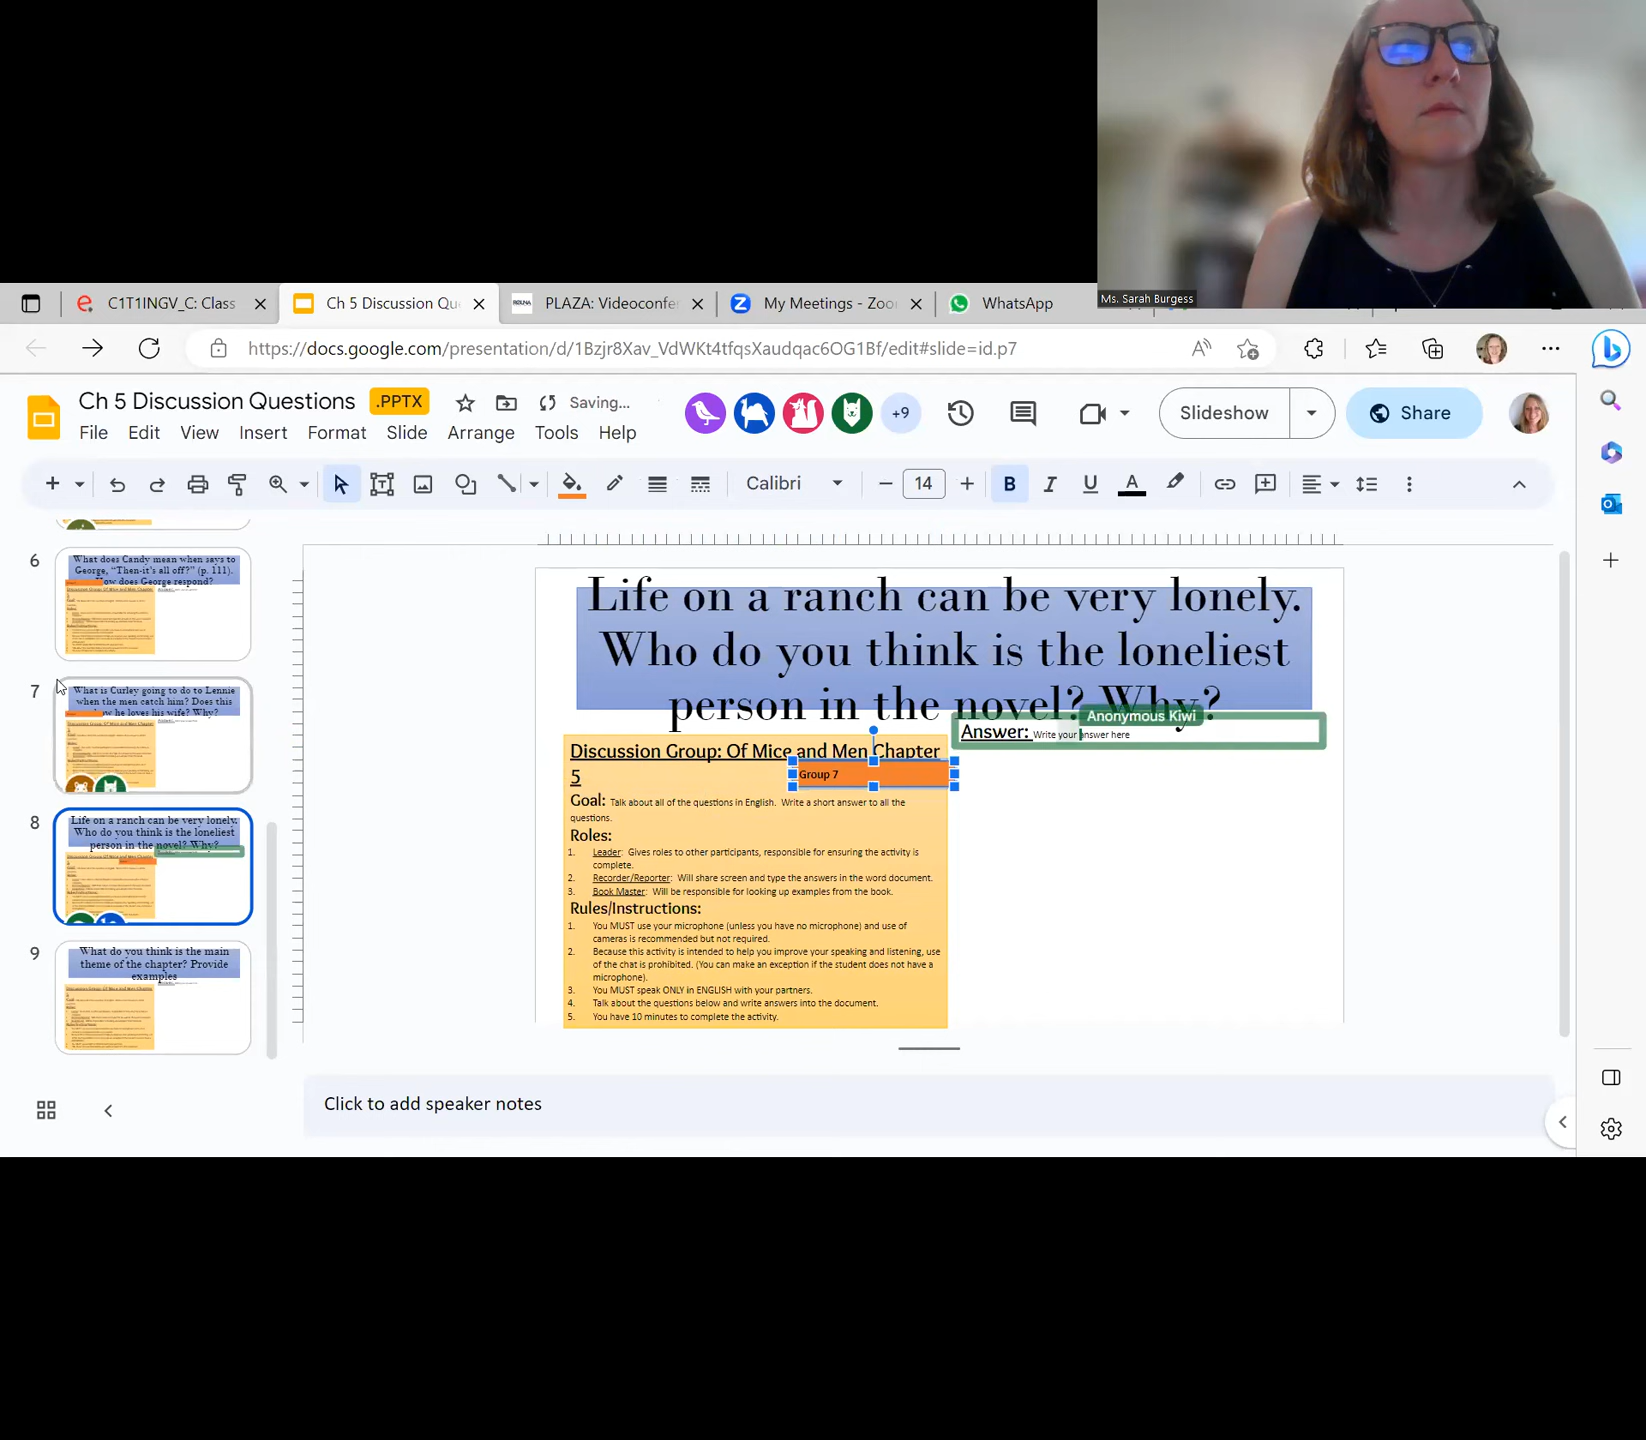 Ms. Sarah Burgess
C1T1INGV_C: Class
Ch 5 Discussion Qu
PLAZA: Videoconfe
My Meetings - Zoo
WhatsApp
https://docs.google.com/presentation/d/1Bzjr8Xav_VdWKt4tfqsXaudqac6OG1Bf/edit#slide=id.p7
Ch 5 Discussion Questions
.PPTX
Saving...
+9
Slideshow
Share
File Edit View Insert Format Slide Arrange Tools Help
Calibri
14
6
What does Candy mean when says to
George, "Then-it's all off?" (p. 111).
How does George respond?
7
What is Curley going to do to Lennie
when the men catch him? Does this
how he loves his wife? Why?
8
Life on a ranch can be very lonely.
Who do you think is the loneliest
person in the novel? Why?
9
What do you think is the main
theme of the chapter? Provide
examples
Life on a ranch can be very lonely.
Who do you think is the loneliest
person in the novel? Why?
Anonymous Kiwi
Answer: Write your answer here
Discussion Group: Of Mice and Men Chapter
5
Group 7
Goal: Talk about all of the questions in English. Write a short answer to all the
questions.
Roles:
1. Leader: Gives roles to other participants, responsible for ensuring the activity is
complete.
2. Recorder/Reporter: Will share screen and type the answers in the word document.
3. Book Master: Will be responsible for looking up examples from the book.
Rules/Instructions:
1. You MUST use your microphone (unless you have no microphone) and use of
cameras is recommended but not required.
2. Because this activity is intended to help you improve your speaking and listening, use
of the chat is prohibited. (You can make an exception if the student does not have a
microphone).
3. You MUST speak ONLY in ENGLISH with your partners.
4. Talk about the questions below and write answers into the document.
5. You have 10 minutes to complete the activity.
Click to add speaker notes